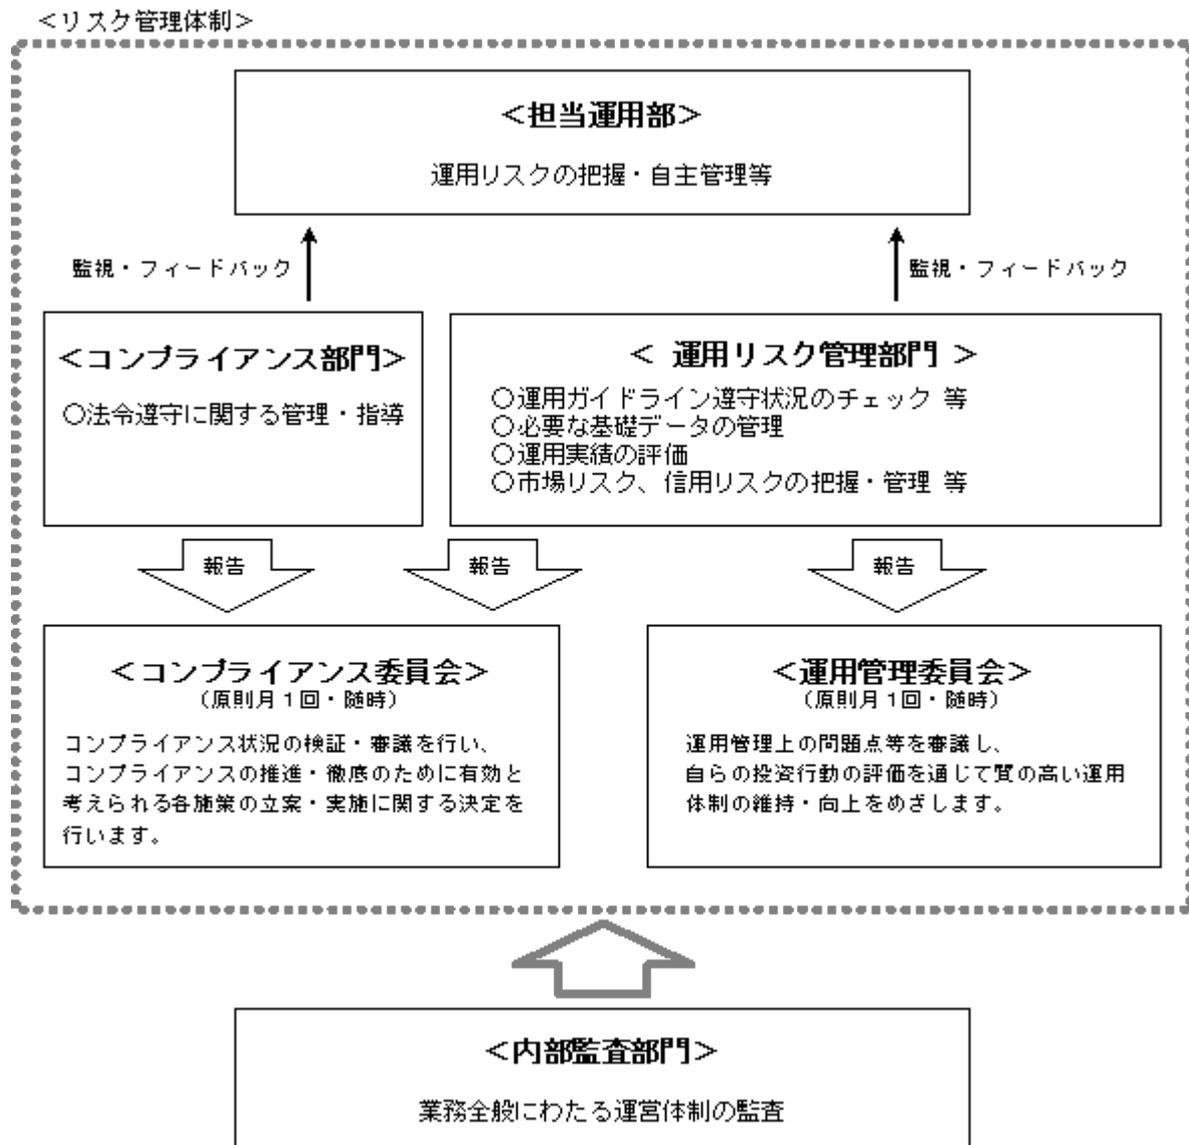 ＜リスク管理体制＞
＜担当運用部＞
運用リスクの把握・自主管理等
監視・フィードバック
監視・フィードバック
＜コンプライアンス部門＞
○法令遵守に関する管理・指導
＜ 運用リスク管理部門 ＞
○運用ガイドライン遵守状況のチェック 等
○必要な基礎データの管理
○運用実績の評価
○市場リスク、信用リスクの把握・管理 等
報告
報告
報告
＜コンプライアンス委員会＞
（原則月１回・随時）
コンプライアンス状況の検証・審議を行い、
コンプライアンスの推進・徹底のために有効と
考えられる各施策の立案・実施に関する決定を
行います。
＜運用管理委員会＞
（原則月１回・随時）
運用管理上の問題点等を審議し、
自らの投資行動の評価を通じて質の高い運用
体制の維持・向上をめざします。
＜内部監査部門＞
業務全般にわたる運営体制の監査